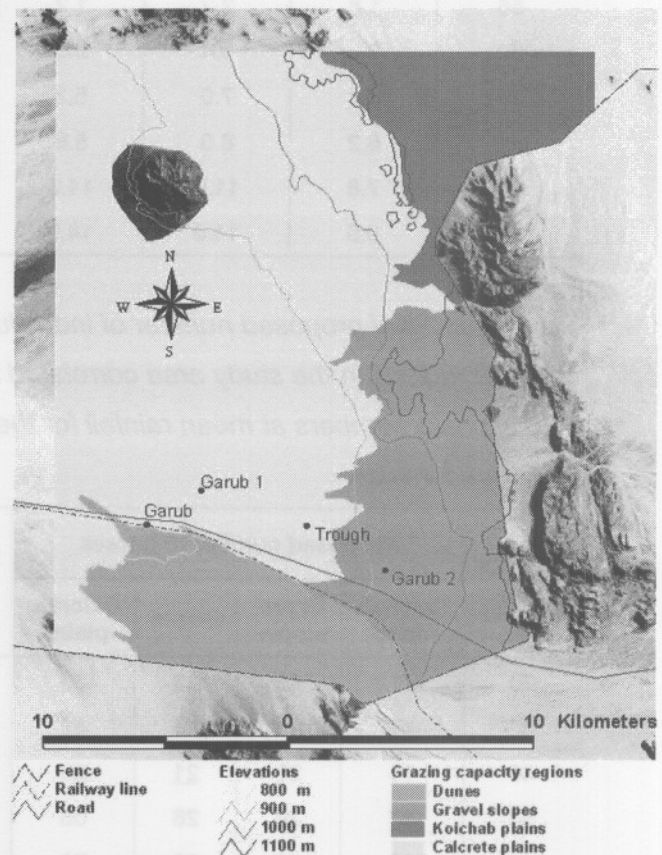 N
W E
S
Garub 1
Garub
Trough
Garub 2
10 0 10 Kilometers
Fence
Railway line
Road
Elevations
800 m
900 m
1000 m
1100 m
Grazing capacity regions
Dunes
Gravel slopes
Koichab plains
Calcrete plains